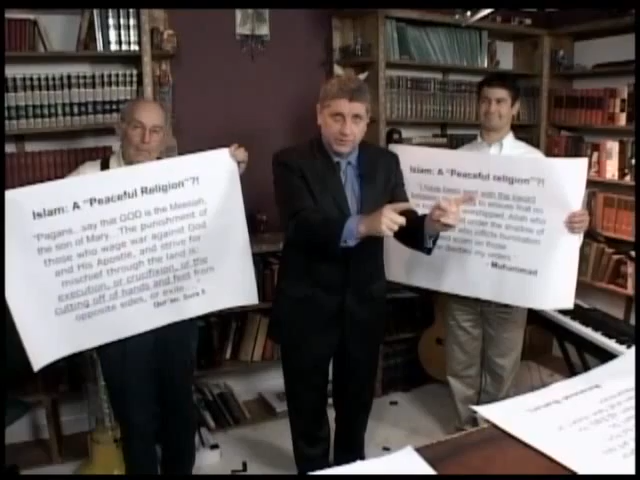 Islam: A "Peaceful Religion"?!
"Pagans... say that GOD is the Messiah,
the son of Mary... The punishment of
those who wage war against God
and His Apostle, and strive for
mischief through the land is:
execution, or crucifixion, or the
cutting off of hands and feet from
opposite sides, or exile...
Qur'an, Sura 5
Islam: A "Peaceful religion"?!
"I have been sent with the sword
to ensure that no
worshipped, Allah who
under the shadow of
who inflicts humiliation
and scorn on those
disobey my orders."
- Muhammad